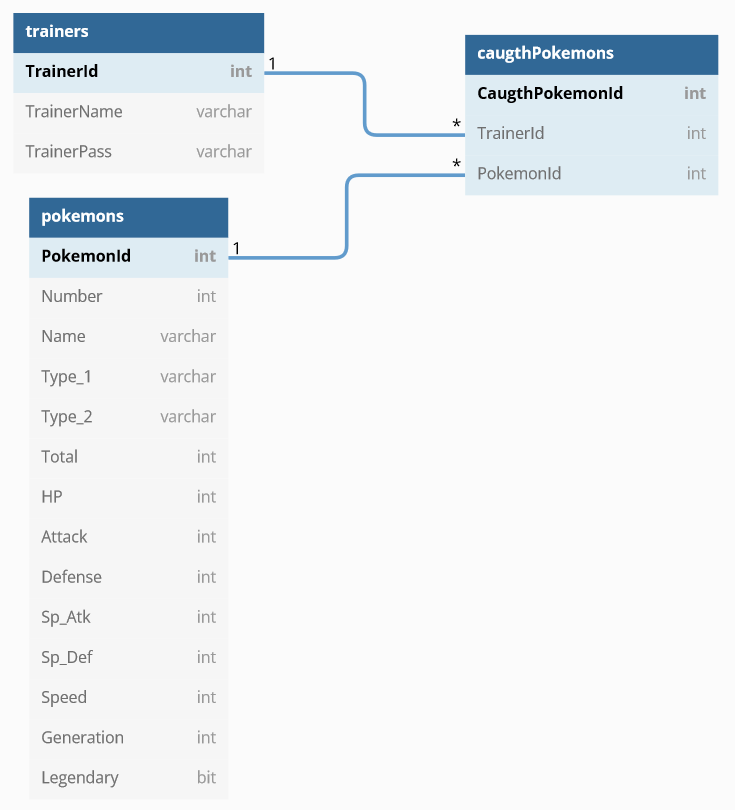 trainers
TrainerId int
TrainerName varchar
TrainerPass varchar
1
caugthPokemons
CaugthPokemonId int
* TrainerId int
* PokemonId int
pokemons
PokemonId int 1
Number int
Name varchar
Type_1 varchar
Type_2 varchar
Total int
HP int
Attack int
Defense int
Sp_Atk int
Sp_Def int
Speed int
Generation int
Legendary bit